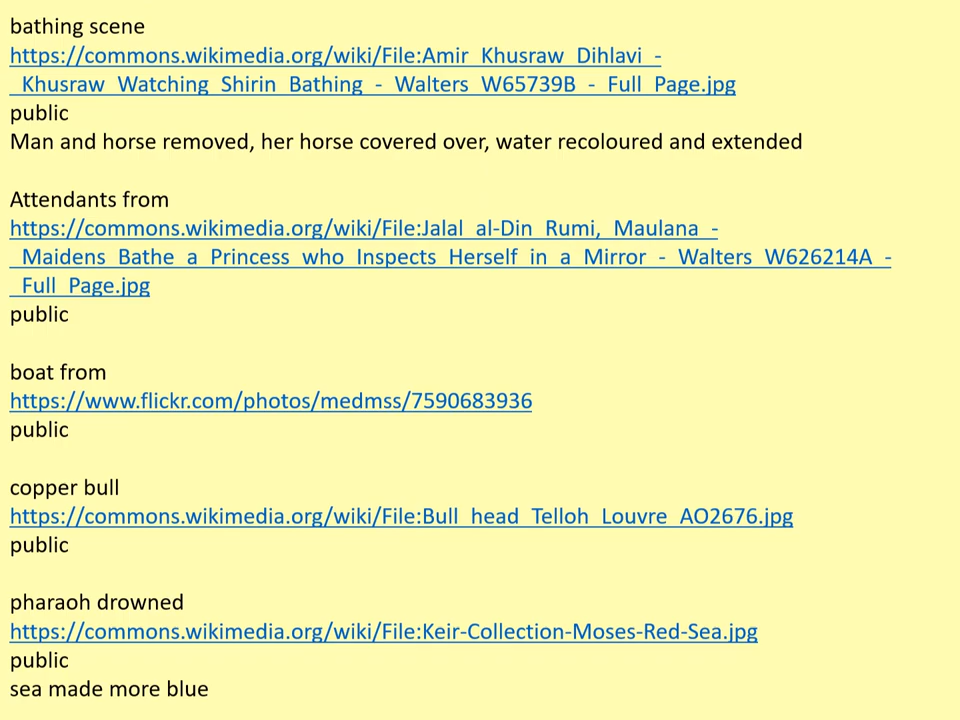 bathing scene
https://commons.wikimedia.org/wiki/File:Amir_Khusraw_Dihlavi_-
_Khusraw_Watching_Shirin_Bathing_-_Walters_W65739B_-_Full_Page.jpg
public
Man and horse removed, her horse covered over, water recoloured and extended
Attendants from
https://commons.wikimedia.org/wiki/File:Jalal_al-Din_Rumi,_Maulana_-
_Maidens_Bathe_a_Princess_who_Inspects_Herself_in_a_Mirror_-_Walters_W626214A_-
_Full_Page.jpg
public
boat from
https://www.flickr.com/photos/medmss/7590683936
public
copper bull
https://commons.wikimedia.org/wiki/File:Bull_head_Telloh_Louvre_AO2676.jpg
public
pharaoh drowned
https://commons.wikimedia.org/wiki/File:Keir-Collection-Moses-Red-Sea.jpg
public
sea made more blue